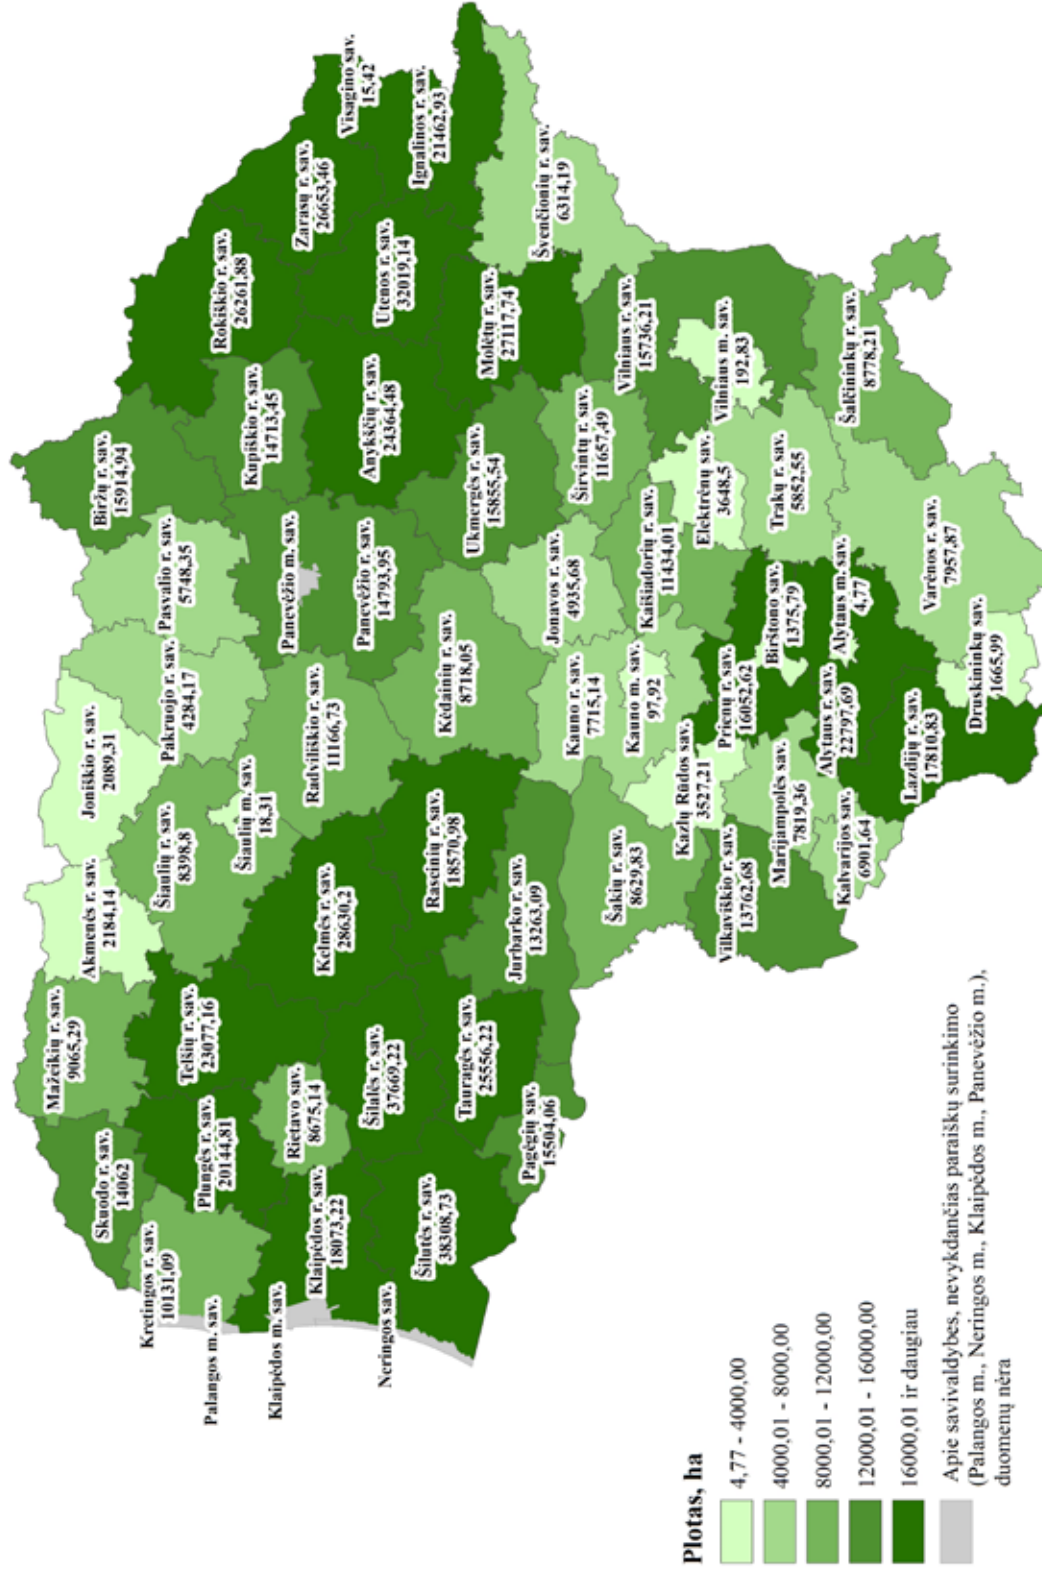 Skuodo r. sav.
14062
Mažeikių r. sav.
9065,29
Akmenės r. sav.
2184,14
Joniškio r. sav.
2089,31
Pakruojo r. sav.
4284,17
Pasvalio r. sav.
5748,35
Biržų r. sav.
15914,94
Rokiškio r. sav.
26261,88
Kretingos r. sav.
10131,09
Palangos m. sav.
Plungės r. sav.
20144,81
Telšių r. sav.
23077,16
Šiaulių r. sav.
8398,8
Šiaulių m. sav.
18,31
Radviliškio r. sav.
11166,73
Panevėžio m. sav.
Panevėžio r. sav.
14793,95
Kupiškio r. sav.
14713,45
Zarasų r. sav.
26653,46
Visagino sav.
15,42
Klaipėdos m. sav.
Klaipėdos r. sav.
18073,22
Rietavo sav.
8675,14
Kelmės r. sav.
28630,2
Anykščių r. sav.
24364,48
Utenos r. sav.
32019,14
Ignalinos r. sav.
21462,93
Neringos sav.
Šilutės r. sav.
38308,73
Šilalės r. sav.
37669,22
Tauragės r. sav.
25556,22
Raseinių r. sav.
18570,98
Kėdainių r. sav.
8718,05
Ukmergės r. sav.
15855,54
Molėtų r. sav.
27117,74
Švenčionių r. sav.
6314,19
Pagėgių sav.
15504,06
Jurbarko r. sav.
13263,09
Jonavos r. sav.
4935,68
Širvintų r. sav.
11657,49
Vilniaus r. sav.
15736,21
Šakių r. sav.
8629,83
Kauno r. sav.
7715,14
Kauno m. sav.
97,92
Kaišiadorių r. sav.
11434,01
Elektrėnų sav.
3648,5
Vilniaus m. sav.
192,83
Kazlų Rūdos sav.
3527,21
Prienų r. sav.
16052,62
Birštono sav.
1375,79
Trakų r. sav.
5852,55
Vilkaviškio r. sav.
13762,68
Marijampolės sav.
7819,36
Alytaus r. sav.
22797,69
Alytaus m. sav.
4,77
Šalčininkų r. sav.
8778,21
Kalvarijos sav.
6901,64
Lazdijų r. sav.
17810,83
Druskininkų sav.
1665,99
Varėnos r. sav.
7957,87
Plotas, ha
4,77 - 4000,00
4000,01 - 8000,00
8000,01 - 12000,00
12000,01 - 16000,00
16000,01 ir daugiau
Apie savivaldybes, nevykdančias paraiškų surinkimo
(Palangos m., Neringos m., Klaipėdos m., Panevėžio m.),
duomenų nėra